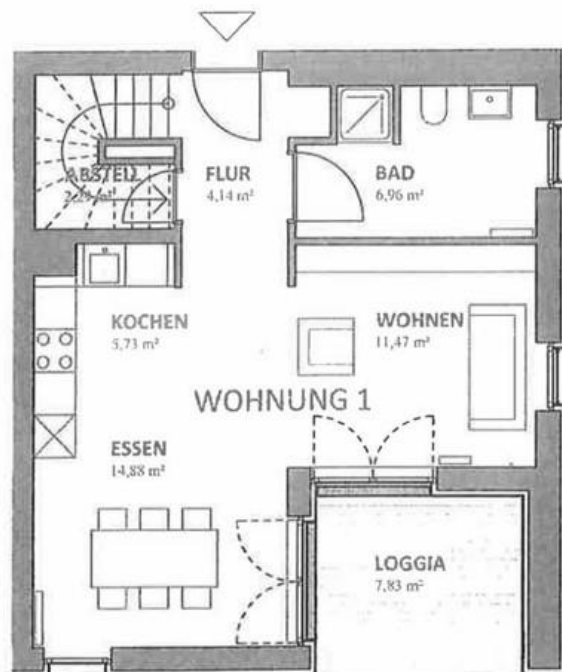 ABSTELL
FLUR
4,14 m²
BAD
6,96 m²
KOCHEN
5,73 m²
WOHNEN
11,47 m²
WOHNUNG 1
ESSEN
14,88 m²
LOGGIA
7,83 m²